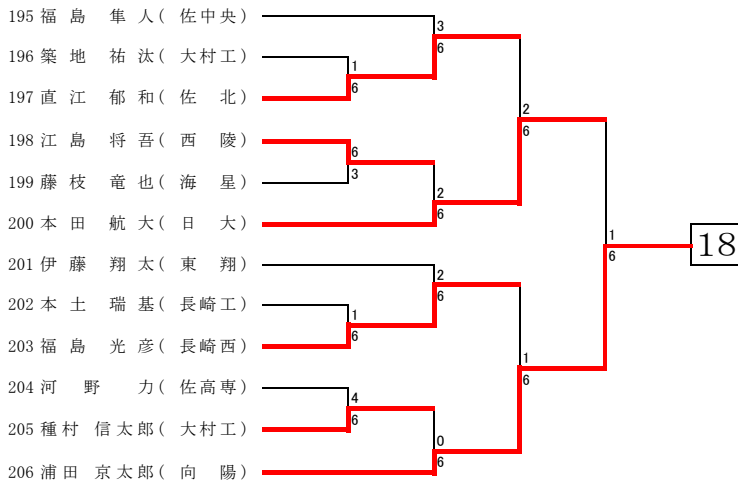 195 福島 隼人( 佐中央)
3
6
196 築地 祐汰( 大村工)
1
6
197 直江 郁和( 佐 北)
2
6
198 江島 将吾( 西 陵)
6
3
199 藤枝 竜也( 海 星)
2
6
200 本田 航大( 日 大)
1
6
18
201 伊藤 翔太( 東 翔)
2
6
202 本土 瑞基( 長崎工)
1
6
203 福島 光彦( 長崎西)
1
6
204 河野 力( 佐高専)
4
6
205 種村 信太郎( 大村工)
0
6
206 浦田 京太郎( 向 陽)